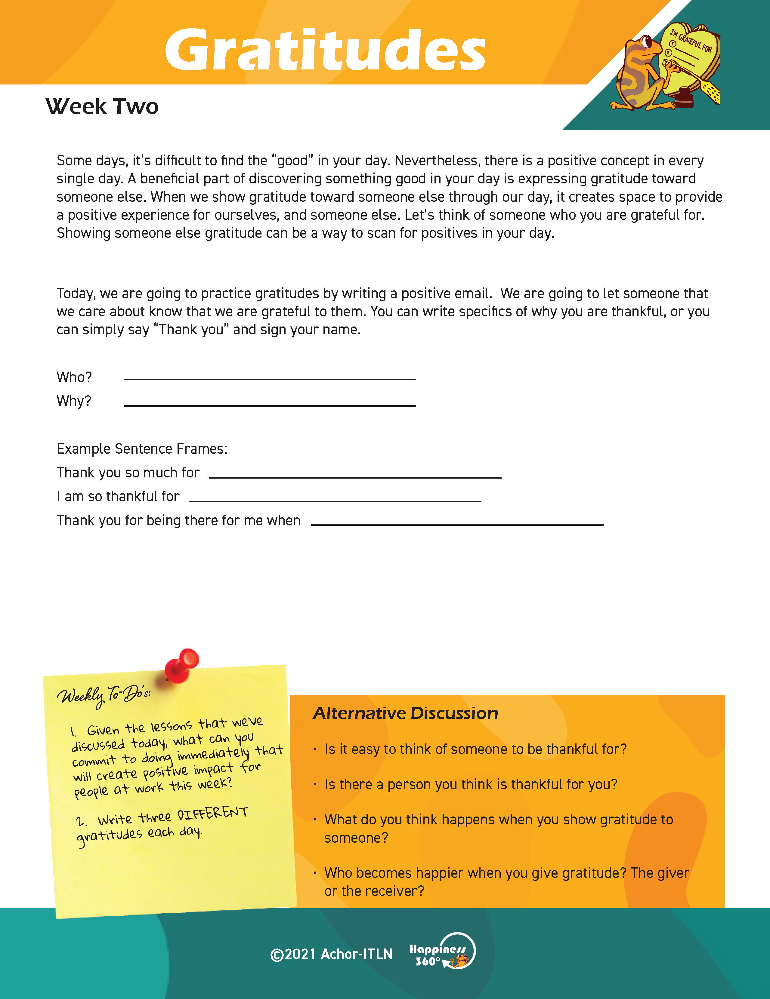 Gratitudes
I'M GRATEFUL FOR
1
2
Week Two
Some days, it’s difficult to find the “good” in your day. Nevertheless, there is a positive concept in every
single day. A beneficial part of discovering something good in your day is expressing gratitude toward
someone else. When we show gratitude toward someone else through our day, it creates space to provide
a positive experience for ourselves, and someone else. Let’s think of someone who you are grateful for.
Showing someone else gratitude can be a way to scan for positives in your day.
Today, we are going to practice gratitudes by writing a positive email.  We are going to let someone that
we care about know that we are grateful to them. You can write specifics of why you are thankful, or you
can simply say “Thank you” and sign your name.
Who?
Why?
Example Sentence Frames:
Thank you so much for
I am so thankful for
Thank you for being there for me when
Weekly To-Do's:
1. Given the lessons that we've
discussed today, what can you
commit to doing immediately that
will create positive impact for
people at work this week?
2. Write three DIFFERENT
gratitudes each day.
Alternative Discussion
• Is it easy to think of someone to be thankful for?
• Is there a person you think is thankful for you?
• What do you think happens when you show gratitude to
someone?
• Who becomes happier when you give gratitude? The giver
or the receiver?
©2021 Achor-ITLN
Happiness
360°